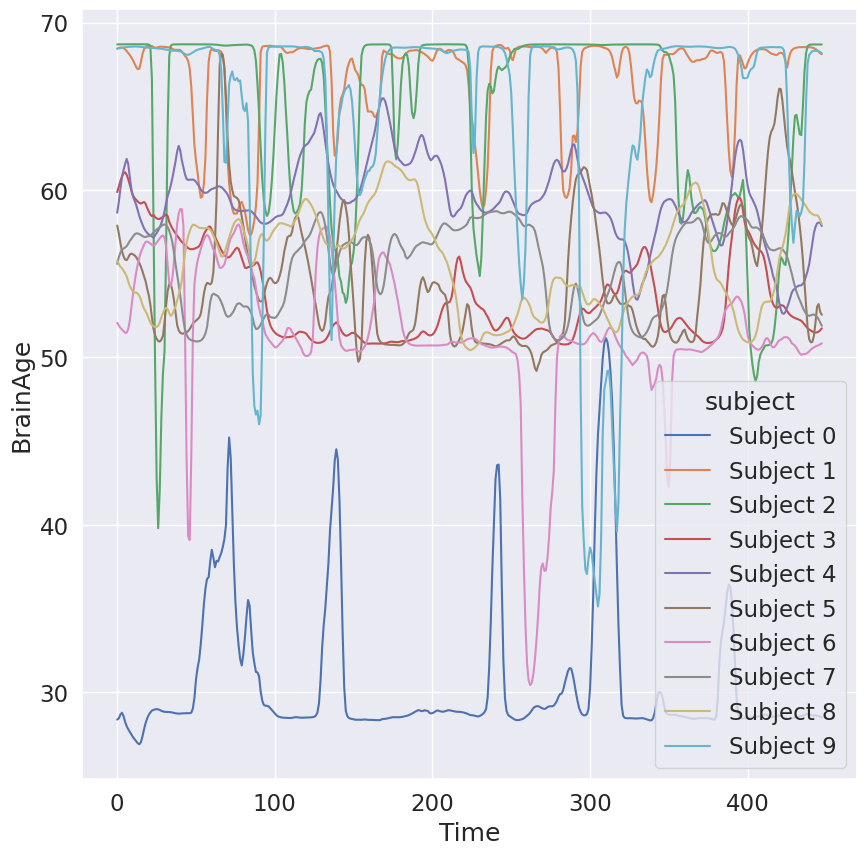 70
60
50
40
30
BrainAge
0
100
200
300
400
Time
subject
Subject 0
Subject 1
Subject 2
Subject 3
Subject 4
Subject 5
Subject 6
Subject 7
Subject 8
Subject 9